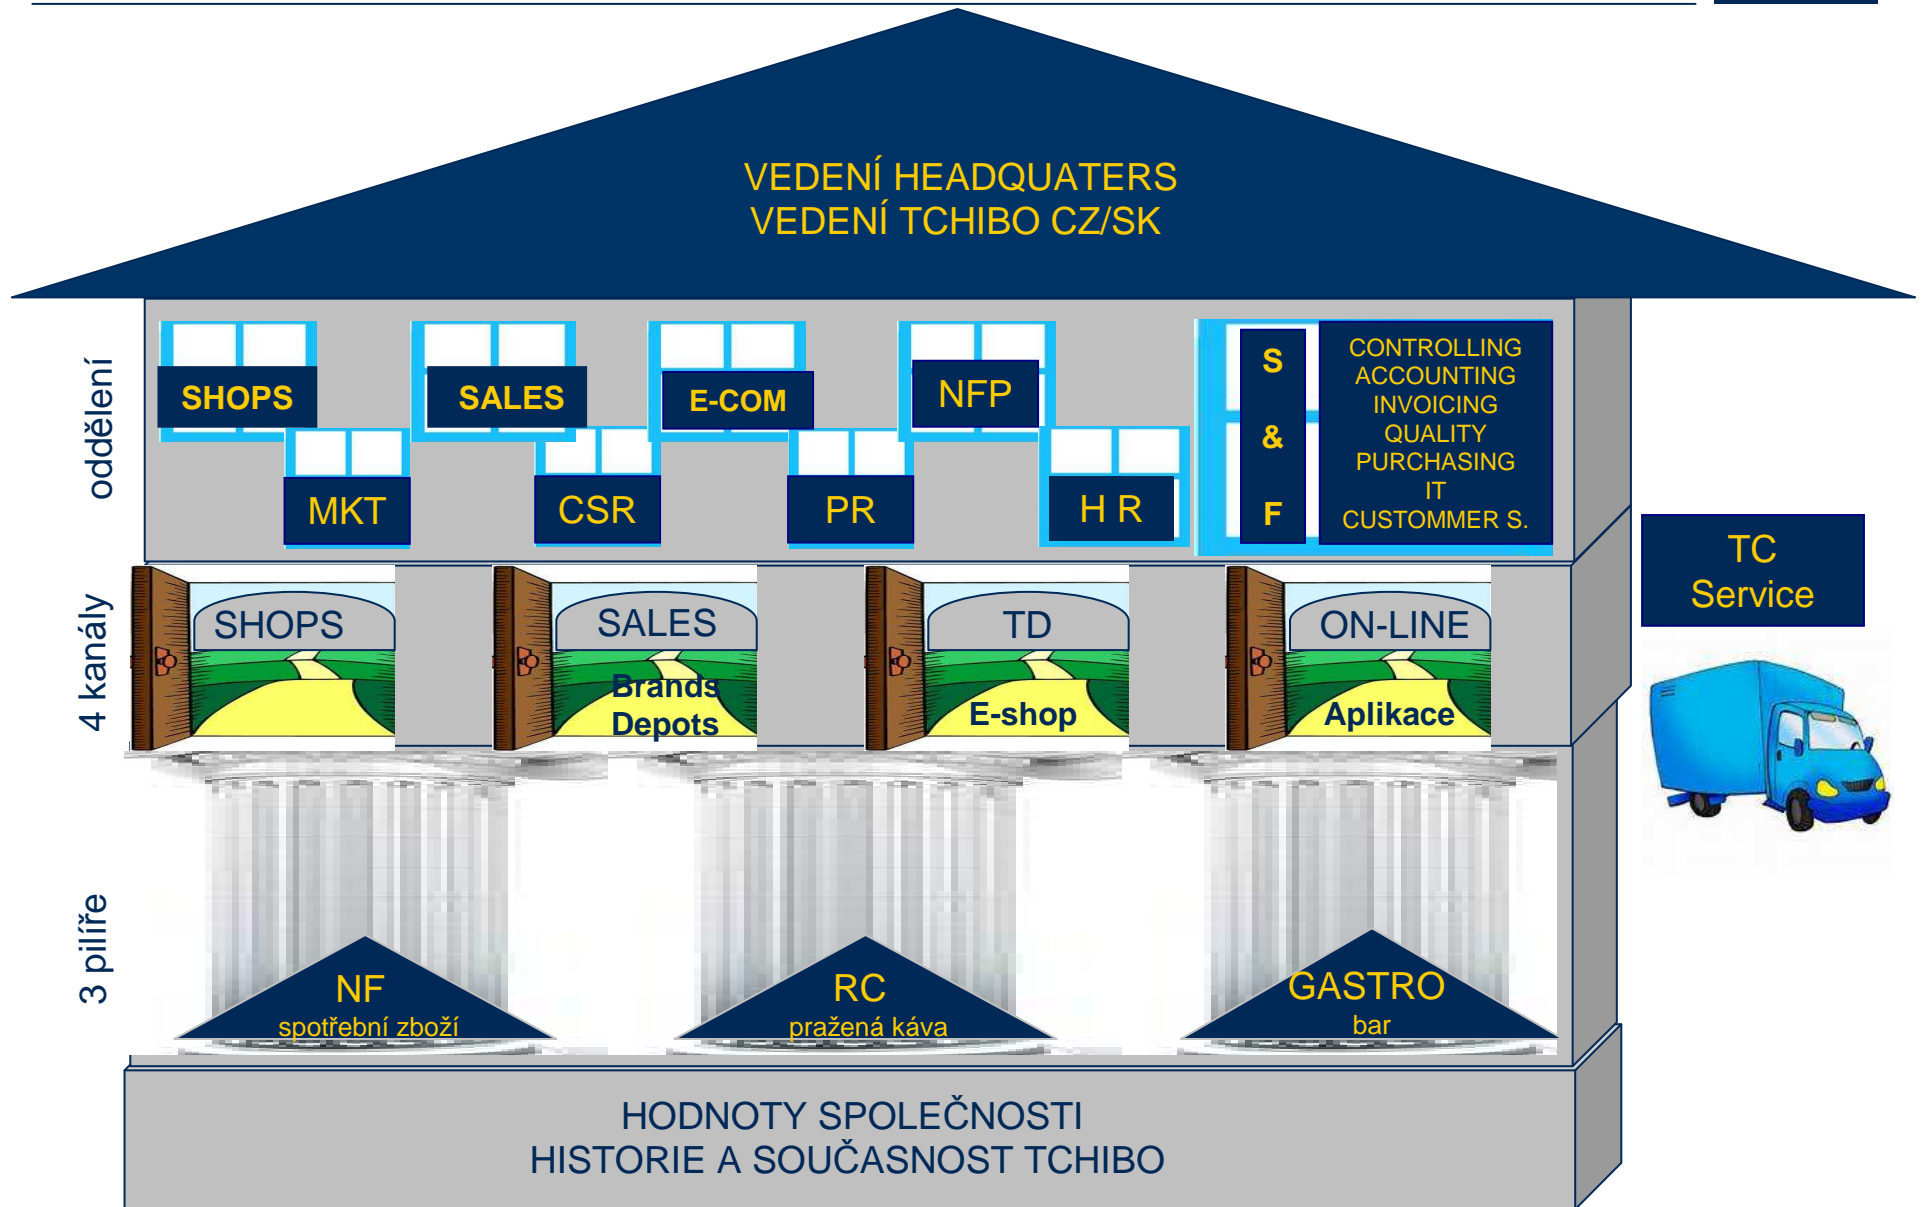 VEDENÍ HEADQUATERS
VEDENÍ TCHIBO CZ/SK
oddělení
SHOPS
SALES
E-COM
NFP
MKT
CSR
PR
H R
S
&
F
CONTROLLING
ACCOUNTING
INVOICING
QUALITY
PURCHASING
IT
CUSTOMMER S.
TC
Service
4 kanály
SHOPS
SALES
Brands
Depots
TD
E-shop
ON-LINE
Aplikace
3 pilíře
NF
spotřební zboží
RC
pražená káva
GASTRO
bar
HODNOTY SPOLEČNOSTI
HISTORIE A SOUČASNOST TCHIBO